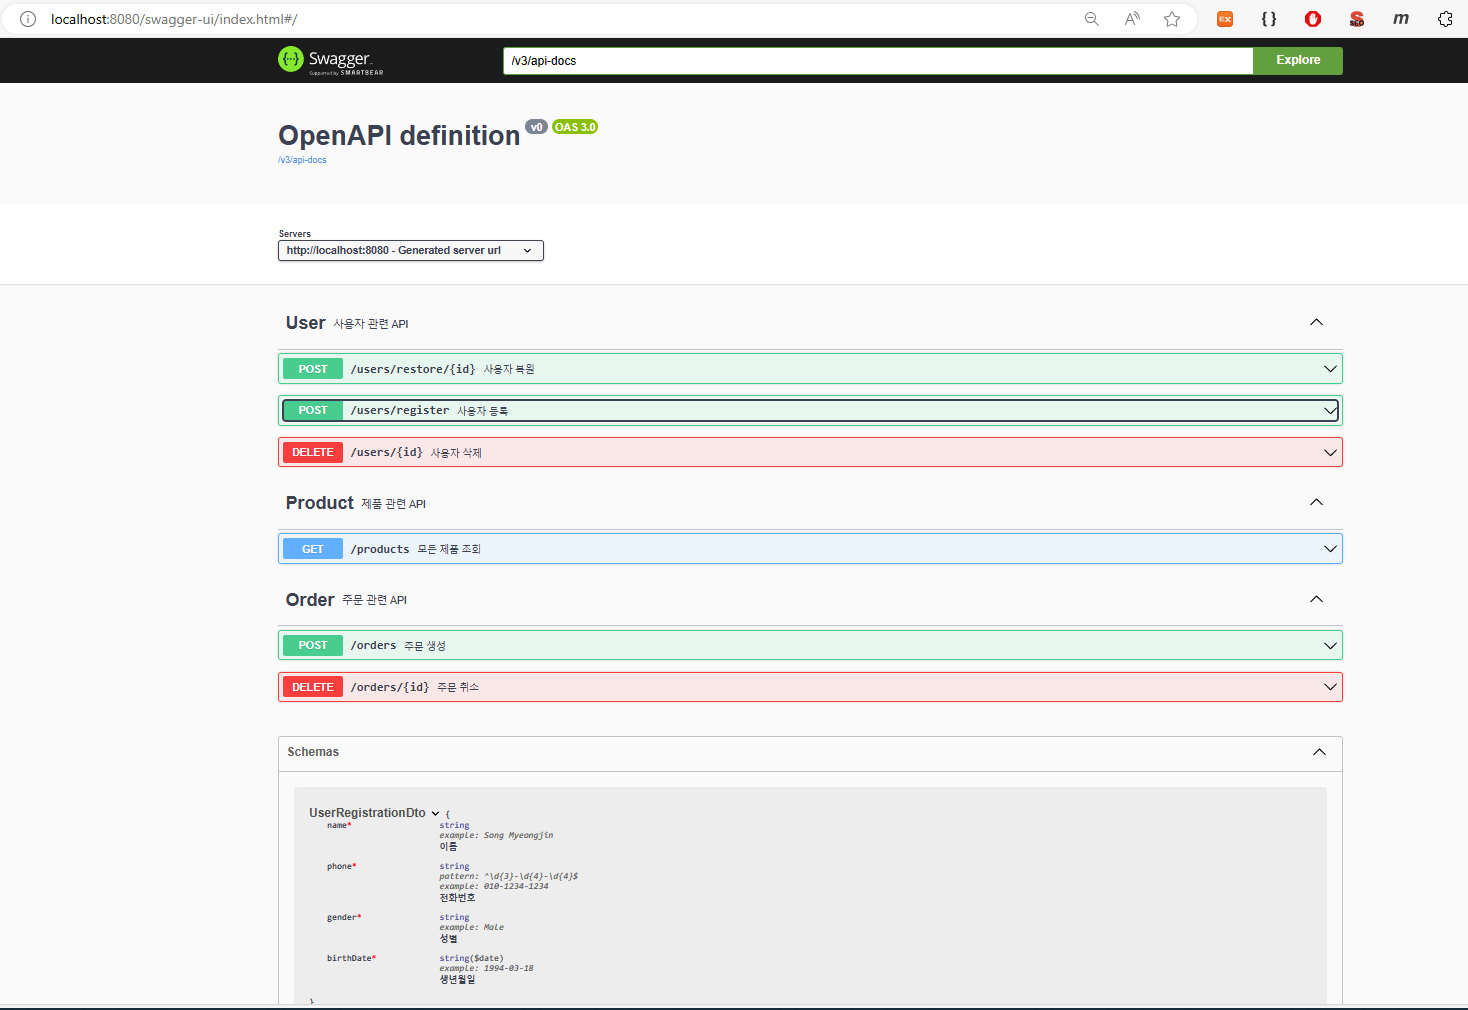 localhost:8080/swagger-ui/index.html#/
Swagger.
Supported by SMARTBEAR
/v3/api-docs
Explore
OpenAPI definition v0 OAS 3.0
/v3/api-docs
Servers
http://localhost:8080 - Generated server url
User 사용자 관련 API
POST /users/restore/{id} 사용자 복원
POST /users/register 사용자 등록
DELETE /users/{id} 사용자 삭제
Product 제품 관련 API
GET /products 모든 제품 조회
Order 주문 관련 API
POST /orders 주문 생성
DELETE /orders/{id} 주문 취소
Schemas
UserRegistrationDto {
name* string
example: Song Myeongjin
이름
phone* string
pattern: ^\d{3}-\d{4}-\d{4}$
example: 010-1234-1234
전화번호
gender* string
example: Male
성별
birthDate* string($date)
example: 1994-03-18
생년월일
}